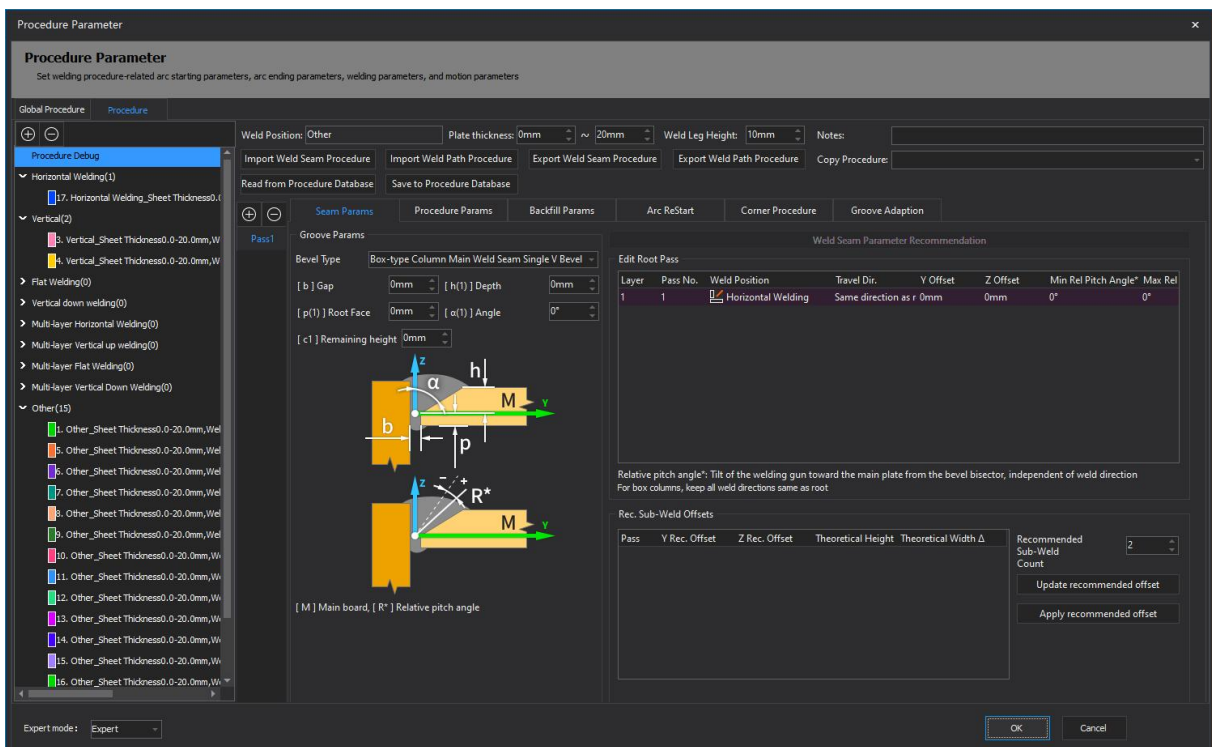 Procedure Parameter
Procedure Parameter
Set welding procedure-related arc starting parameters, arc ending parameters, welding parameters, and motion parameters
Global Procedure Procedure
Procedure Debug
Horizontal Welding(1)
17. Horizontal Welding_Sheet Thickness0.(
Vertical(2)
3. Vertical_Sheet Thickness0.0-20.0mm,W
4. Vertical_Sheet Thickness0.0-20.0mm,W
Flat Welding(0)
Vertical down welding(0)
Multi-layer Horizontal Welding(0)
Multi-layer Vertical up welding(0)
Multi-layer Flat Welding(0)
Multi-layer Vertical Down Welding(0)
Other(15)
1. Other_Sheet Thickness0.0-20.0mm,Wel
5. Other_Sheet Thickness0.0-20.0mm,Wel
6. Other_Sheet Thickness0.0-20.0mm,Wel
7. Other_Sheet Thickness0.0-20.0mm,Wel
8. Other_Sheet Thickness0.0-20.0mm,Wel
9. Other_Sheet Thickness0.0-20.0mm,Wel
10. Other_Sheet Thickness0.0-20.0mm,W
11. Other_Sheet Thickness0.0-20.0mm,W
12. Other_Sheet Thickness0.0-20.0mm,W
13. Other_Sheet Thickness0.0-20.0mm,W
14. Other_Sheet Thickness0.0-20.0mm,W
15. Other_Sheet Thickness0.0-20.0mm,W
16. Other_Sheet Thickness0.0-20.0mm,W
Weld Position: Other Plate thickness: 0mm ~ 20mm Weld Leg Height: 10mm Notes:
Import Weld Seam Procedure Import Weld Path Procedure Export Weld Seam Procedure Export Weld Path Procedure Copy Procedure:
Read from Procedure Database Save to Procedure Database
Seam Params Procedure Params Backfill Params Arc ReStart Corner Procedure Groove Adaption
Pass1
Groove Params
Bevel Type Box-type Column Main Weld Seam Single V Bevel
[ b ] Gap 0mm [ h(1) ] Depth 0mm
[ p(1) ] Root Face 0mm [ α(1) ] Angle 0°
[ c1 ] Remaining height 0mm
Z
h
α
M
Y
b
p
Z
- +
R*
M
Y
[ M ] Main board, [ R* ] Relative pitch angle
Weld Seam Parameter Recommendation
Edit Root Pass
Layer Pass No. Weld Position Travel Dir. Y Offset Z Offset Min Rel Pitch Angle* Max Rel
1 1 Horizontal Welding Same direction as r 0mm 0mm 0° 0°
Relative pitch angle*: Tilt of the welding gun toward the main plate from the bevel bisector, independent of weld direction
For box columns, keep all weld directions same as root
Rec. Sub-Weld Offsets
Pass Y Rec. Offset Z Rec. Offset Theoretical Height Theoretical Width Δ
Recommended
Sub-Weld
Count
2
Update recommended offset
Apply recommended offset
Expert mode: Expert
OK Cancel